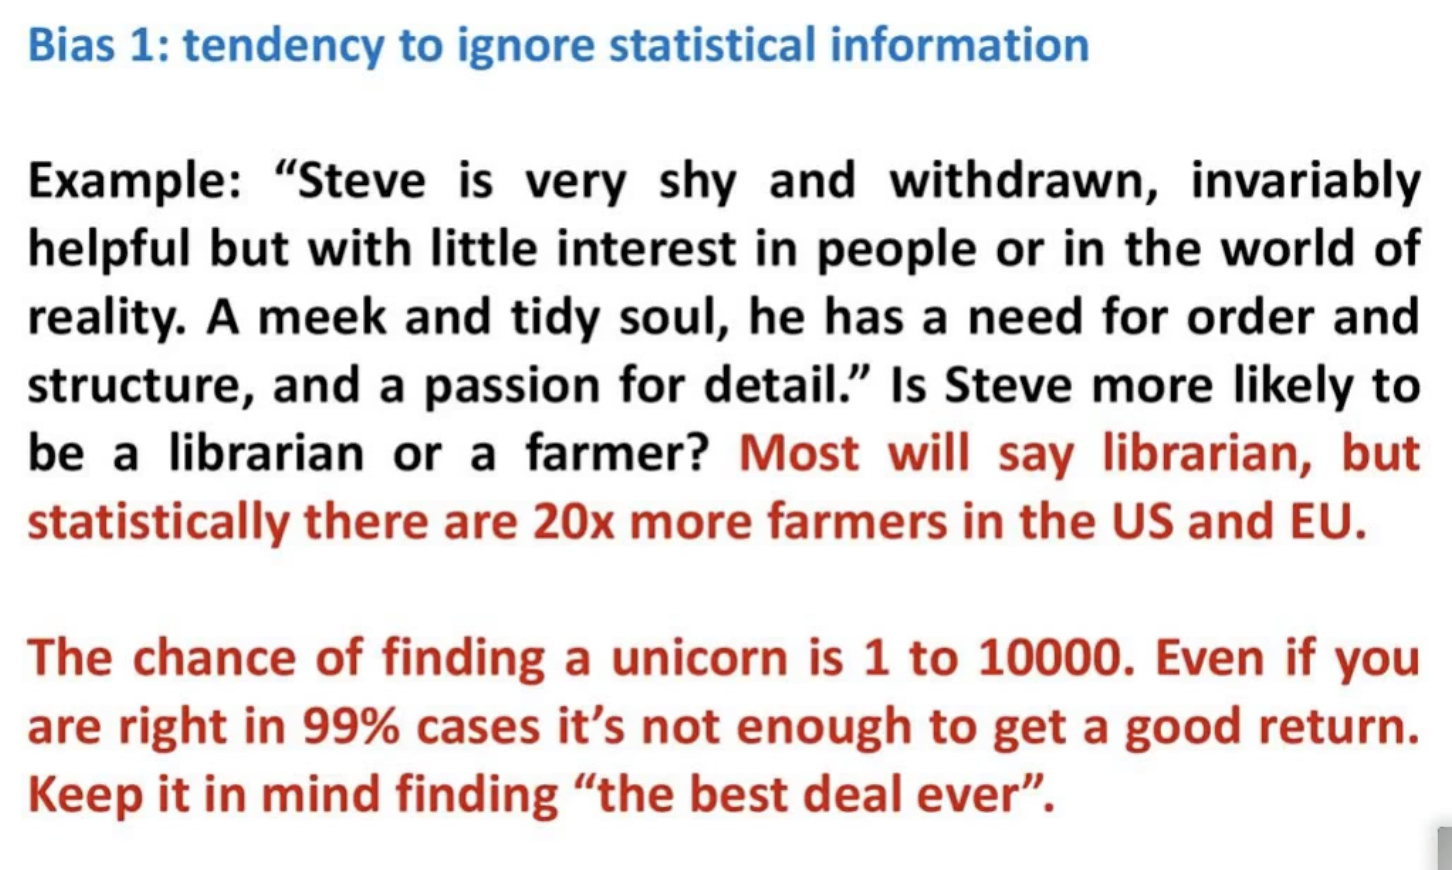 Bias 1: tendency to ignore statistical information
Example: “Steve is very shy and withdrawn, invariably
helpful but with little interest in people or in the world of
reality. A meek and tidy soul, he has a need for order and
structure, and a passion for detail.” Is Steve more likely to
be a librarian or a farmer? Most will say librarian, but
statistically there are 20x more farmers in the US and EU.
The chance of finding a unicorn is 1 to 10000. Even if you
are right in 99% cases it’s not enough to get a good return.
Keep it in mind finding “the best deal ever”.